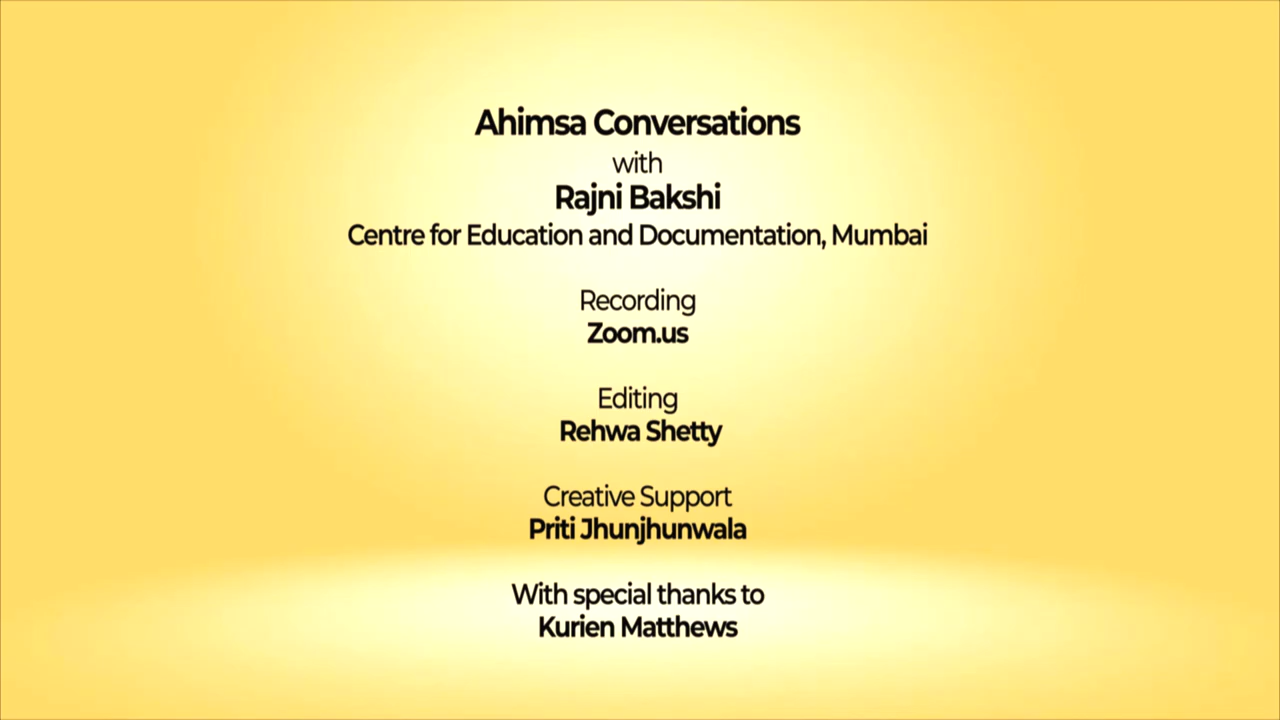 Ahimsa Conversations
with
Rajni Bakshi
Centre for Education and Documentation, Mumbai
Recording
Zoom.us
Editing
Rehwa Shetty
Creative Support
Priti Jhunjhunwala
With special thanks to
Kurien Matthews